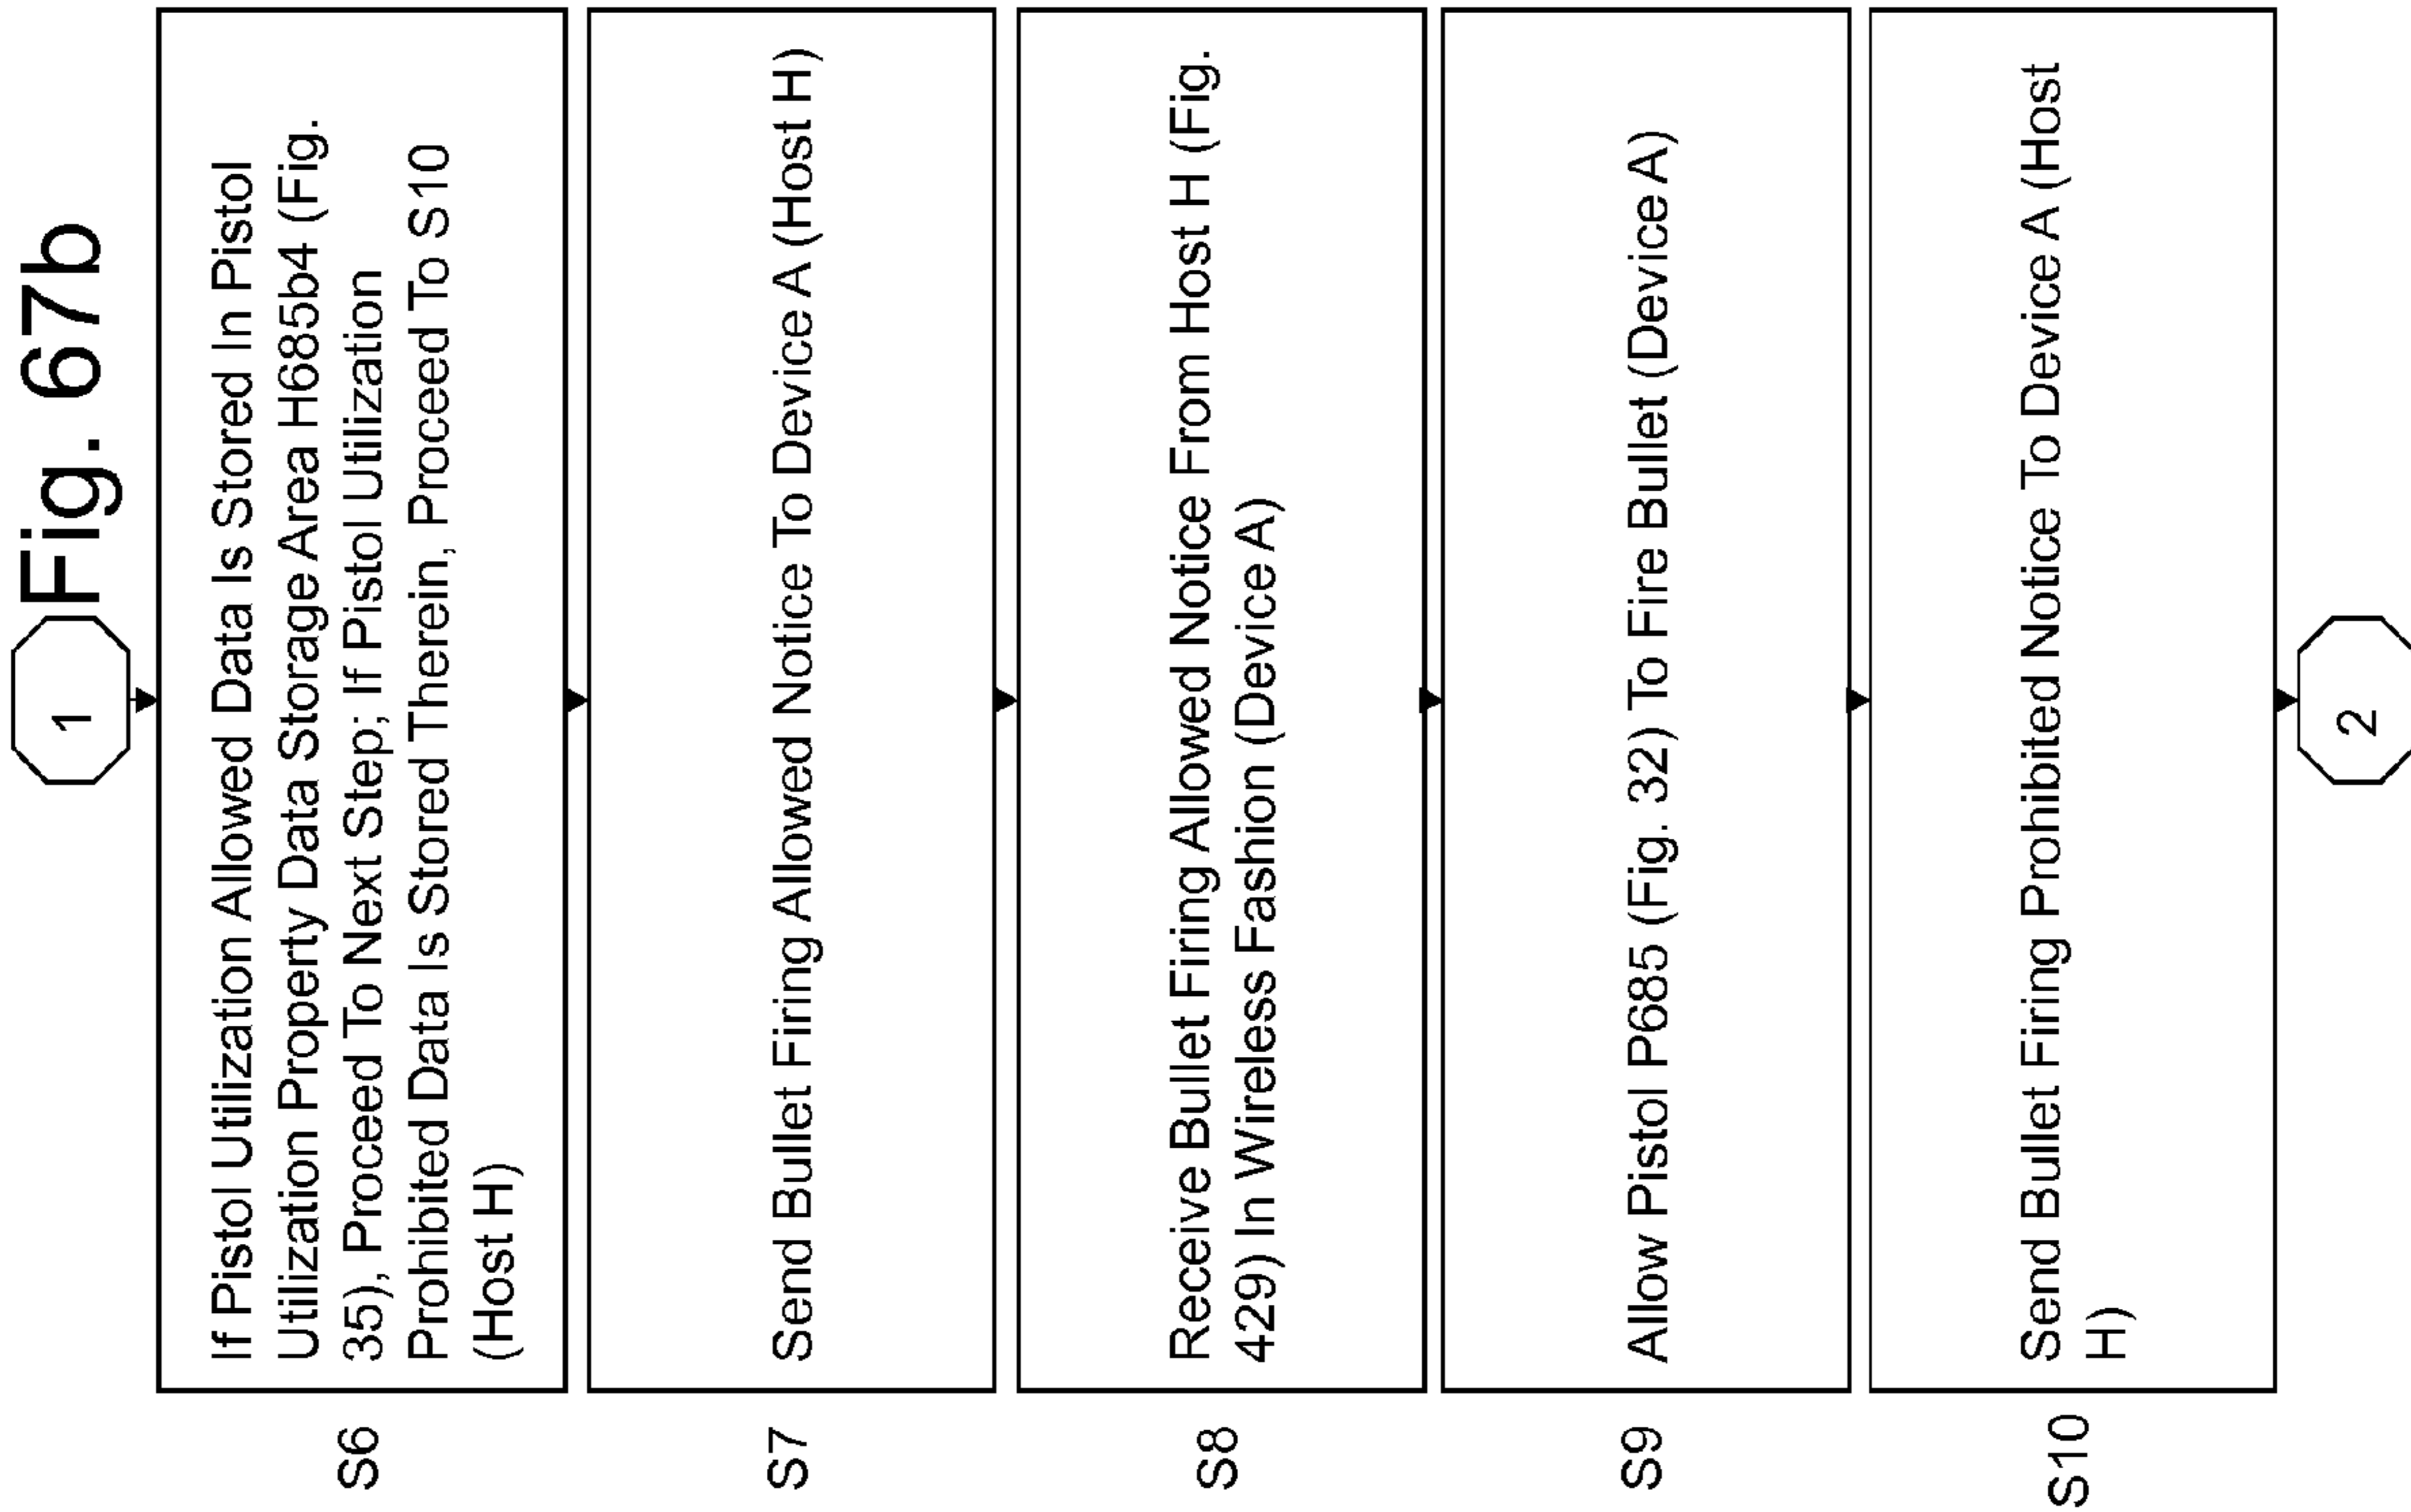 Fig. 67b
1
S6
If Pistol Utilization Allowed Data Is Stored In Pistol
Utilization Property Data Storage Area H685b4 (Fig.
35), Proceed To Next Step; If Pistol Utilization
Prohibited Data Is Stored Therein, Proceed To S10
(Host H)
S7
Send Bullet Firing Allowed Notice To Device A (Host H)
S8
Receive Bullet Firing Allowed Notice From Host H (Fig.
429) In Wireless Fashion (Device A)
S9
Allow Pistol P685 (Fig. 32) To Fire Bullet (Device A)
S10
Send Bullet Firing Prohibited Notice To Device A (Host
H)
2